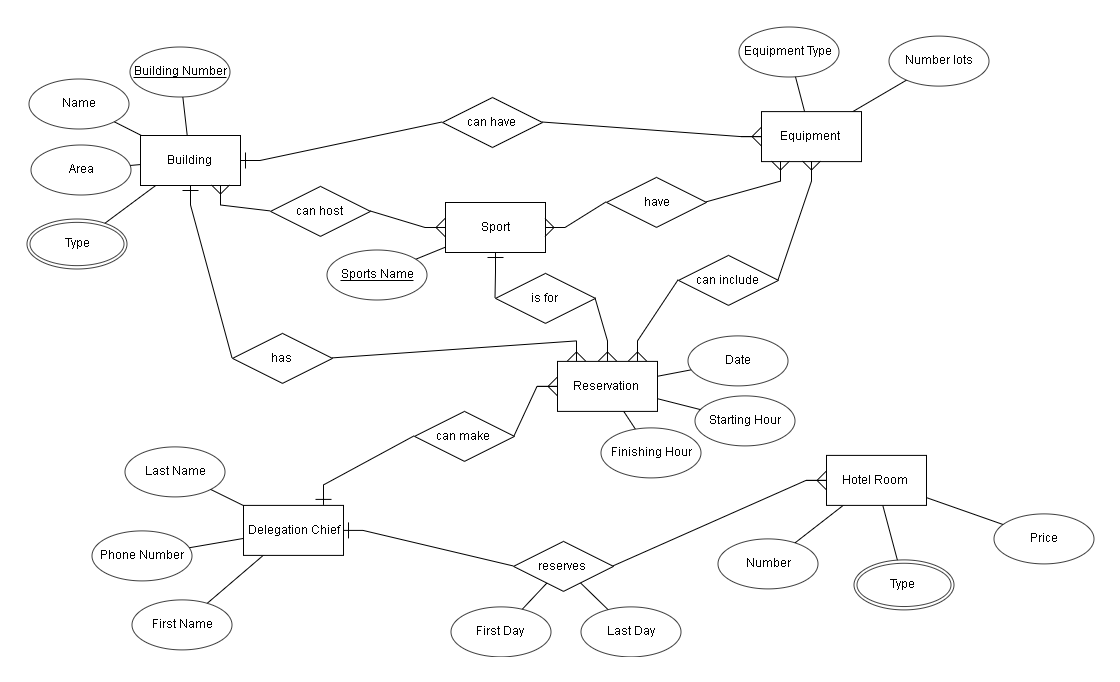 Equipment Type
Number lots
Building Number
Name
can have
Equipment
Building
Area
can host
have
Sport
Type
Sports Name
can include
is for
has
Date
Reservation
Starting Hour
can make
Finishing Hour
Last Name
Hotel Room
Delegation Chief
Phone Number
Price
Number
reserves
Type
First Name
First Day
Last Day